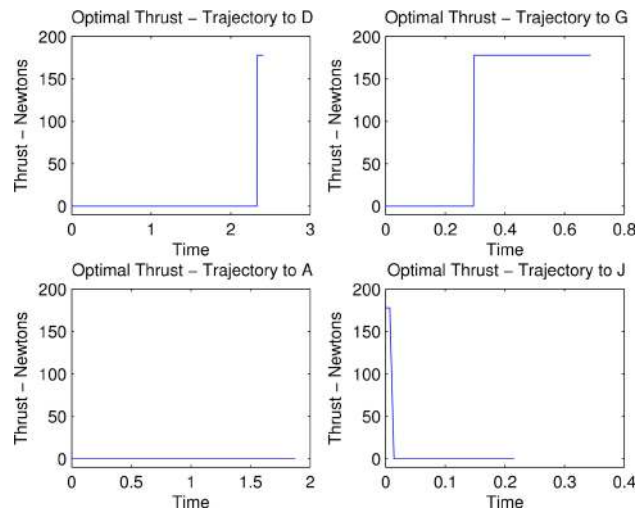 Optimal Thrust − Trajectory to D
Optimal Thrust − Trajectory to G
200
150
100
50
0
Thrust − Newtons
0 1 2 3
Time
200
150
100
50
0
Thrust − Newtons
0 0.2 0.4 0.6 0.8
Time
Optimal Thrust − Trajectory to A
Optimal Thrust − Trajectory to J
200
150
100
50
0
Thrust − Newtons
0 0.5 1 1.5 2
Time
200
150
100
50
0
Thrust − Newtons
0 0.1 0.2 0.3 0.4
Time